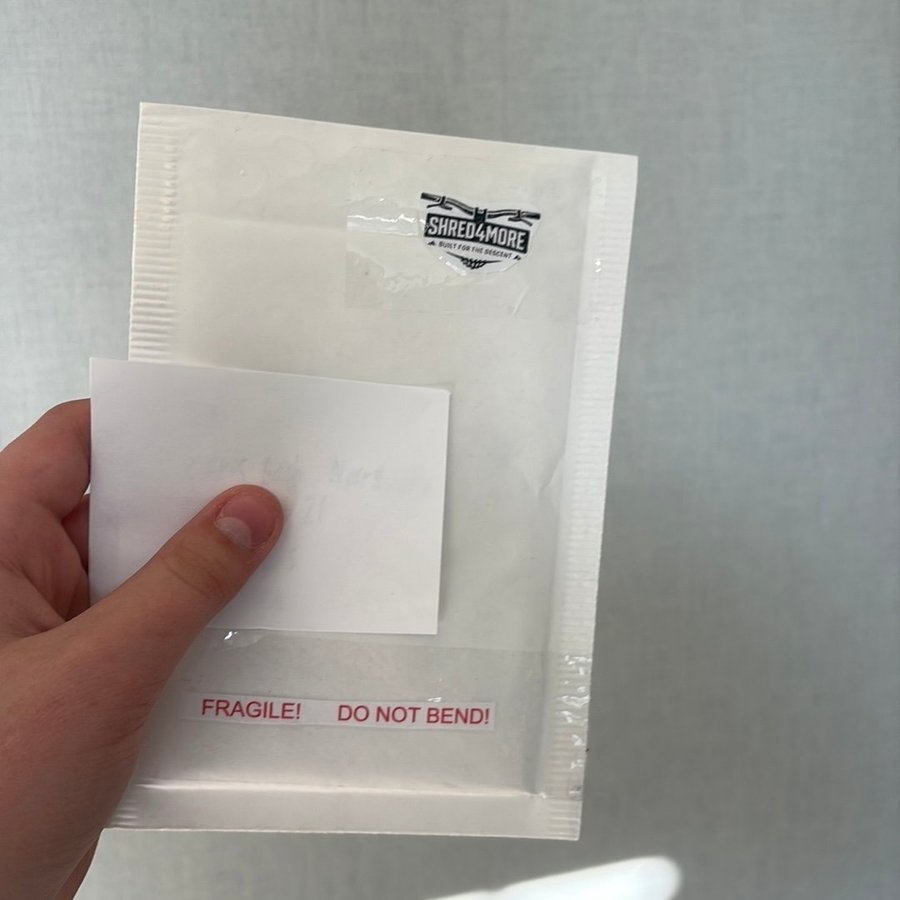 SHRED4MORE
BUILT FOR THE DESCENT
FRAGILE! DO NOT BEND!